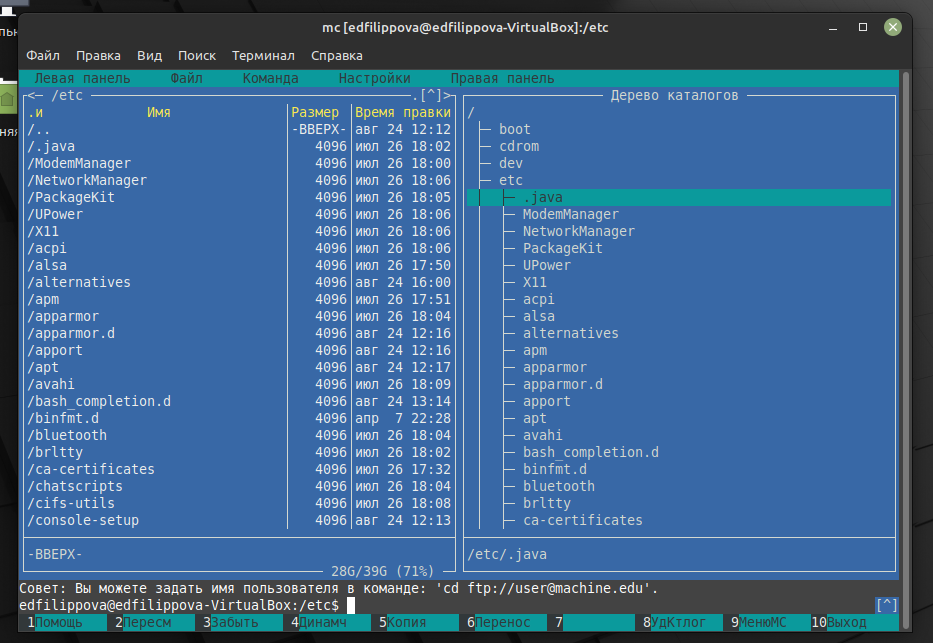 mc [edfilippova@edfilippova-VirtualBox]:/etc
Файл Правка Вид Поиск Терминал Справка
Левая панель Файл Команда Настройки Правая панель
<─ /etc .[^]> Дерево каталогов
.и Имя Размер Время правки /
/.. -ВВЕРХ- авг 24 12:12 boot
/.java 4096 июл 26 18:02 cdrom
/ModemManager 4096 июл 26 18:00 dev
/NetworkManager 4096 июл 26 18:06 etc
/PackageKit 4096 июл 26 18:05 .java
/UPower 4096 июл 26 18:06 ModemManager
/X11 4096 июл 26 18:06 NetworkManager
/acpi 4096 июл 26 18:06 PackageKit
/alsa 4096 июл 26 17:50 UPower
/alternatives 4096 авг 24 16:00 X11
/apm 4096 июл 26 17:51 acpi
/apparmor 4096 июл 26 18:04 alsa
/apparmor.d 4096 авг 24 12:16 alternatives
/apport 4096 авг 24 12:16 apm
/apt 4096 авг 24 12:17 apparmor
/avahi 4096 июл 26 18:09 apparmor.d
/bash_completion.d 4096 авг 24 13:14 apport
/binfmt.d 4096 апр 7 22:28 apt
/bluetooth 4096 июл 26 18:04 avahi
/brltty 4096 июл 26 18:02 bash_completion.d
/ca-certificates 4096 июл 26 17:32 binfmt.d
/chatscripts 4096 июл 26 18:04 bluetooth
/cifs-utils 4096 июл 26 18:08 brltty
/console-setup 4096 авг 24 12:13 ca-certificates
-ВВЕРХ- /etc/.java
28G/39G (71%)
Совет: Вы можете задать имя пользователя в команде: 'cd ftp://user@machine.edu'.
edfilippova@edfilippova-VirtualBox:/etc$ [^]
1Помощь 2Пересм 3Забыть 4Динамч 5Копия 6Перенос 7 8УдКтлог 9МенюМС 10Выход